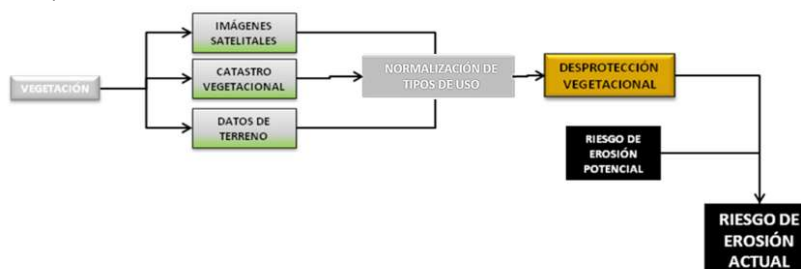 IMÁGENES
SATELITALES
VEGETACIÓN
CATASTRO
VEGETACIONAL
DATOS DE
TERRENO
NORMALIZACIÓN DE
TIPOS DE USO
DESPROTECCIÓN
VEGETACIONAL
RIESGO DE
EROSIÓN
POTENCIAL
RIESGO DE
EROSIÓN
ACTUAL